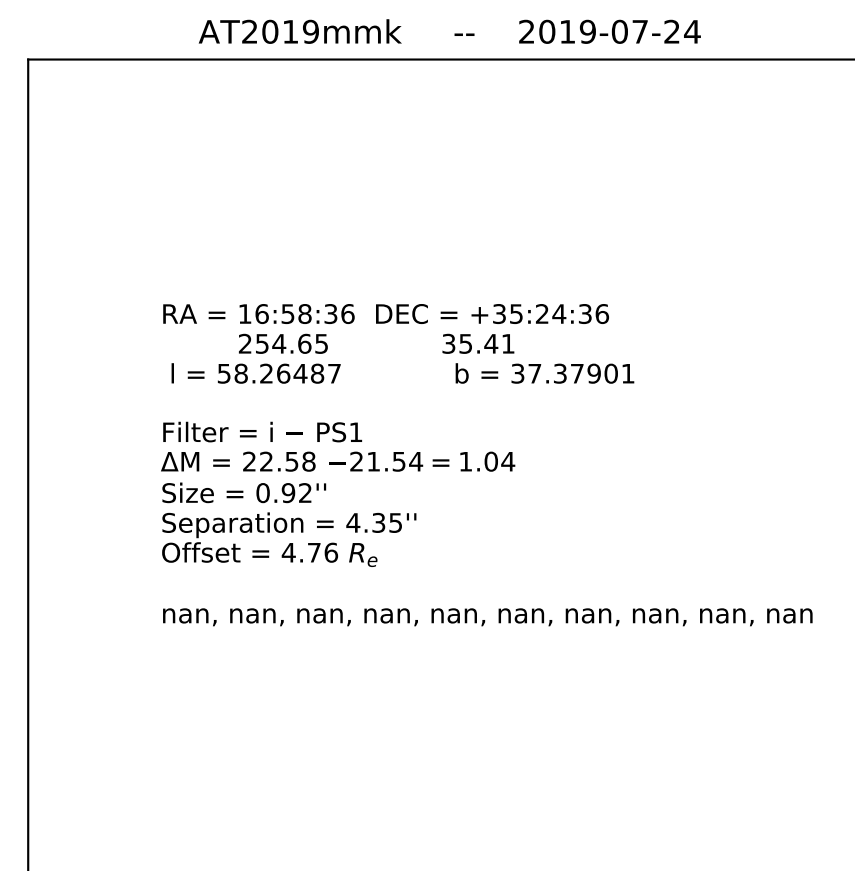 AT2019mmk -- 2019-07-24
RA = 16:58:36 DEC = +35:24:36
254.65 35.41
l = 58.26487 b = 37.37901
Filter = i − PS1
ΔM = 22.58 −21.54 = 1.04
Size = 0.92''
Separation = 4.35''
Offset = 4.76 Rₑ
nan, nan, nan, nan, nan, nan, nan, nan, nan, nan